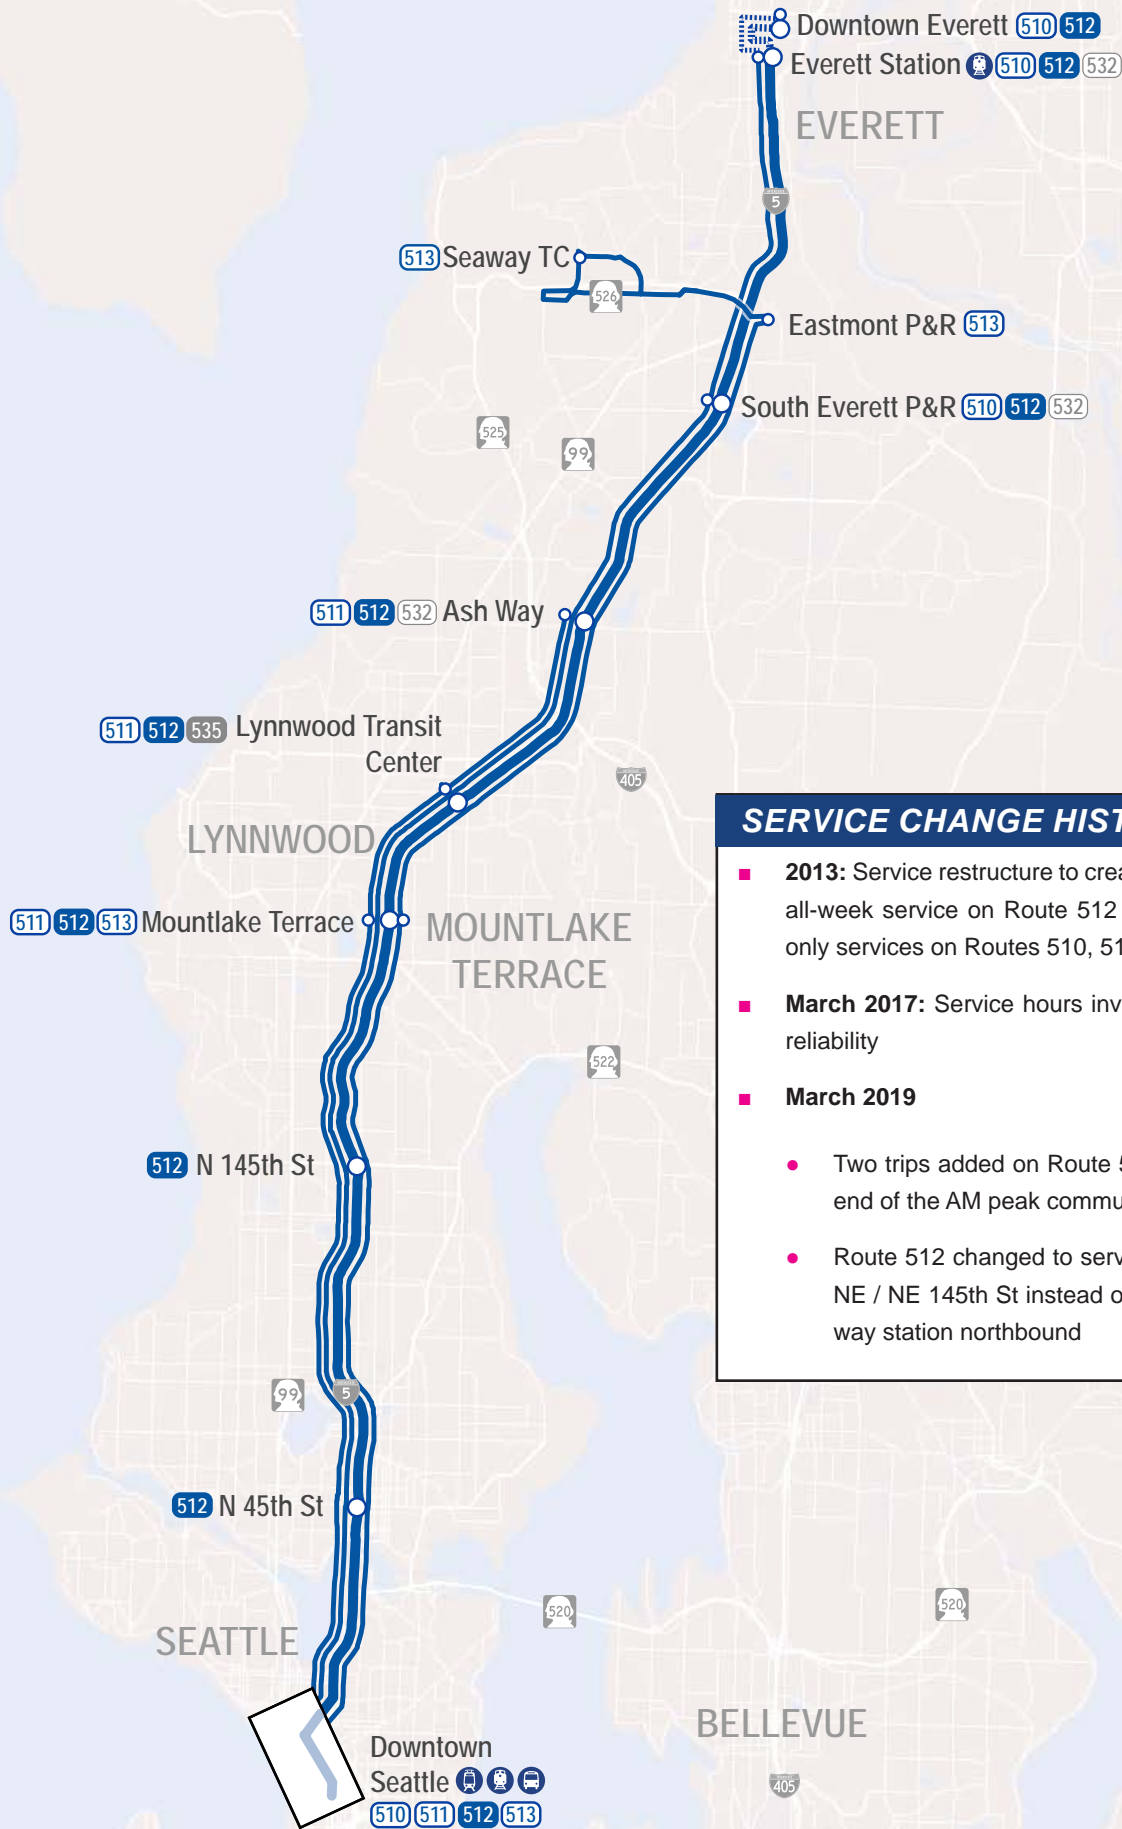 Downtown Everett 510 512
Everett Station 510 512 532
EVERETT
5
513 Seaway TC
526
Eastmont P&R 513
South Everett P&R 510 512 532
525
99
511 512 532 Ash Way
511 512 535 Lynnwood Transit
Center
405
LYNNWOOD
SERVICE CHANGE HIST
2013: Service restructure to crea
all-week service on Route 512
only services on Routes 510, 51
511 512 513 Mountlake Terrace
MOUNTLAKE
TERRACE
March 2017: Service hours inv
reliability
522
March 2019
512 N 145th St
Two trips added on Route 5
end of the AM peak commu
Route 512 changed to serv
NE / NE 145th St instead o
way station northbound
99
5
512 N 45th St
520
520
SEATTLE
BELLEVUE
Downtown
Seattle
405
510 511 512 513